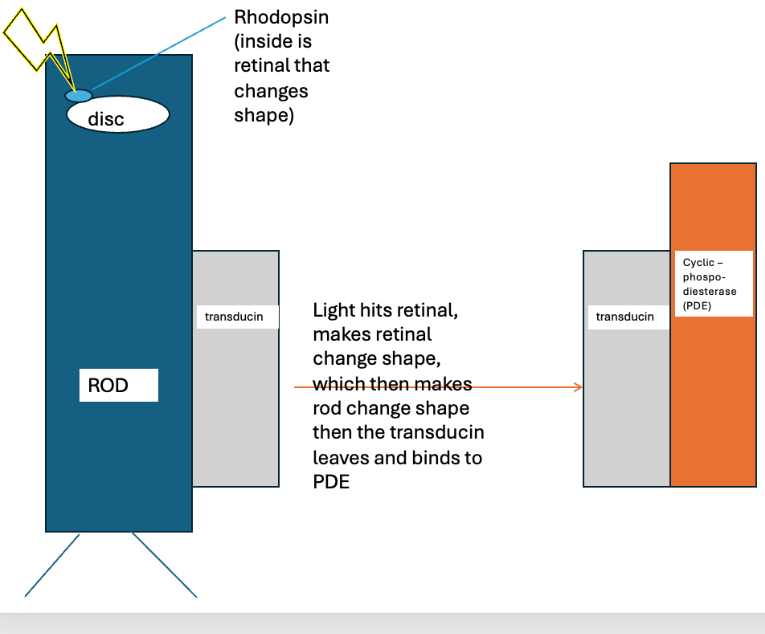 Rhodopsin
(inside is
retinal that
changes
shape)
disc
Cyclic –
phospo-
diesterase
(PDE)
transducin
transducin
Light hits retinal,
makes retinal
change shape,
which then makes
rod change shape
then the transducin
leaves and binds to
PDE
ROD